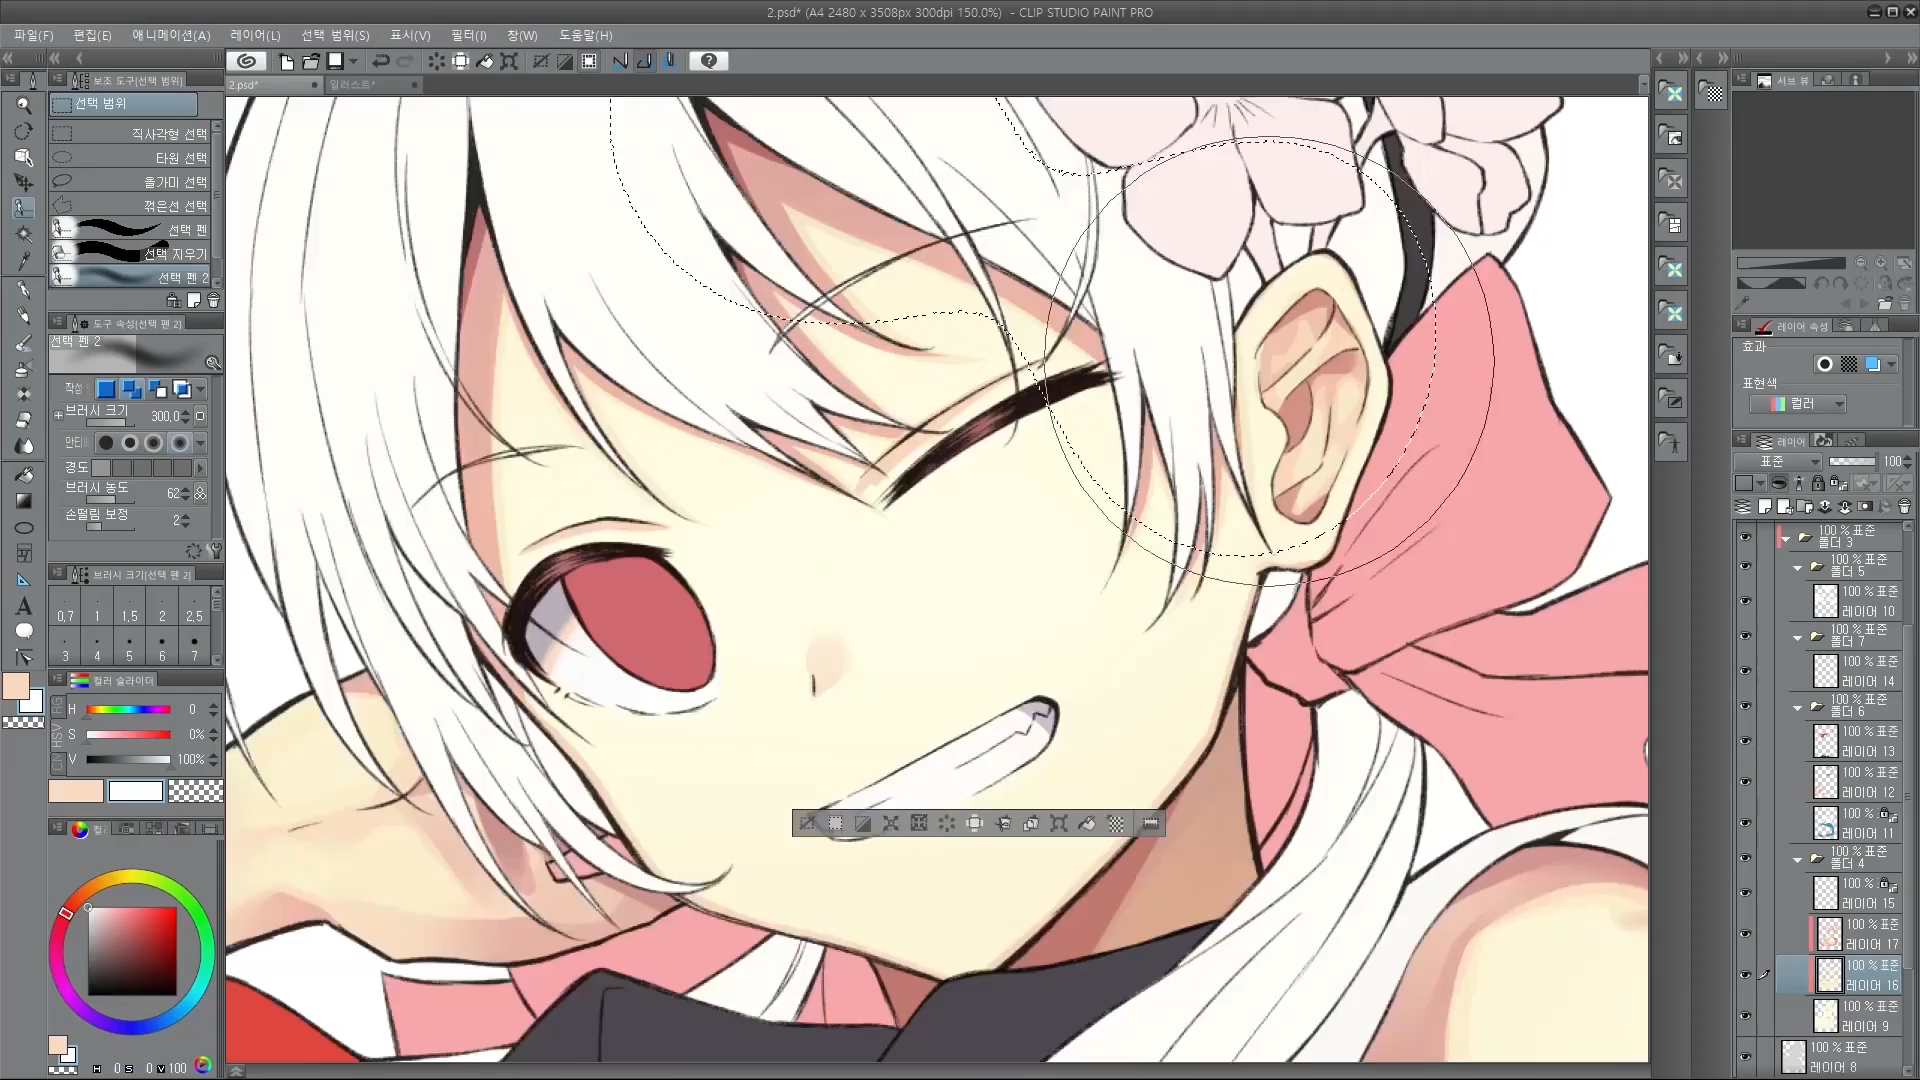 2.psd* (A4 2480 x 3508px 300dpi 150.0%)  - CLIP STUDIO PAINT PRO
파일(F) 편집(E) 애니메이션(A) 레이어(L) 선택 범위(S) 표시(V) 필터(I) 창(W) 도움말(H)
보조 도구[선택 범위]
2.psd*
일러스트*
서브 뷰
선택 범위
직사각형 선택
타원 선택
올가미 선택
꺾은선 선택
선택 펜
선택 지우기
선택 펜 2
도구 속성[선택 펜 2]
선택 펜 2
작성
브러시 크기 300,0
안티
경도
브러시 농도 62
손떨림 보정 2
브러시 크기[선택 펜 2]
0,7 1 1,5 2 2,5
3 4 5 6 7
컬러 슬라이더
H 0
S 0%
V 100%
H 0 S 0 V 100
레이어 속성
효과
표현색
컬러
레이어
표준 100
100 % 표준
폴더 3
100 % 표준
폴더 5
100 % 표준
레이어 10
100 % 표준
폴더 7
100 % 표준
레이어 14
100 % 표준
폴더 6
100 % 표준
레이어 13
100 % 표준
레이어 12
100 %
레이어 11
100 % 표준
폴더 4
100 %
레이어 15
100 % 표준
레이어 17
100 % 표준
레이어 16
100 % 표준
레이어 9
100 % 표준
레이어 8